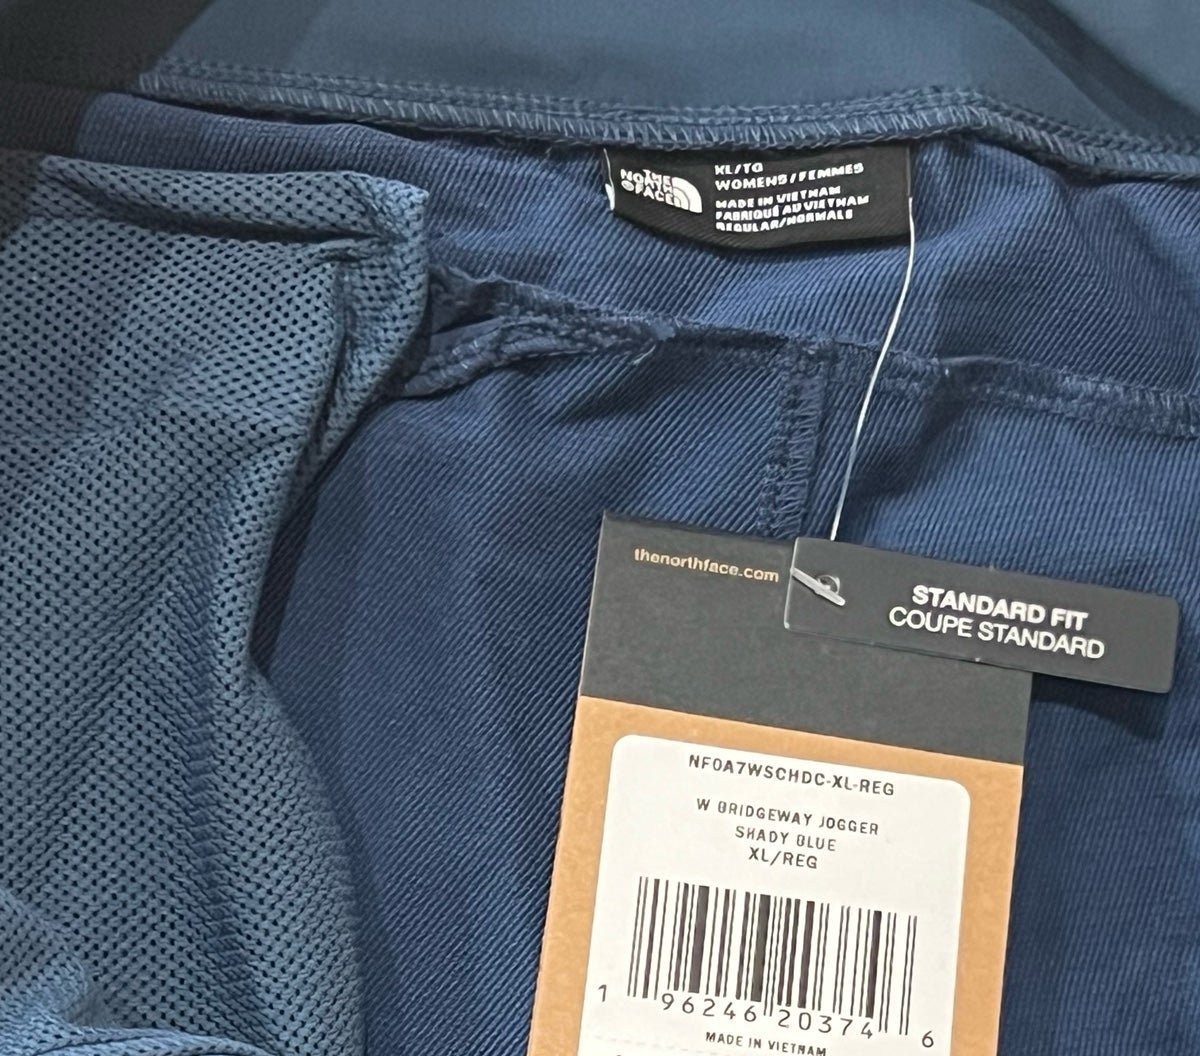 THE
NORTH
FACE
XL/TG
WOMENS/FEMMES
MADE IN VIETNAM
FABRIQUÉ AU VIETNAM
REGULAR/NORMALE
thenorthface.com
STANDARD FIT
COUPE STANDARD
NF0A7WSCHDC-XL-REG
W BRIDGEWAY JOGGER
SHADY BLUE
XL/REG
1 96246 20374 6
MADE IN VIETNAM